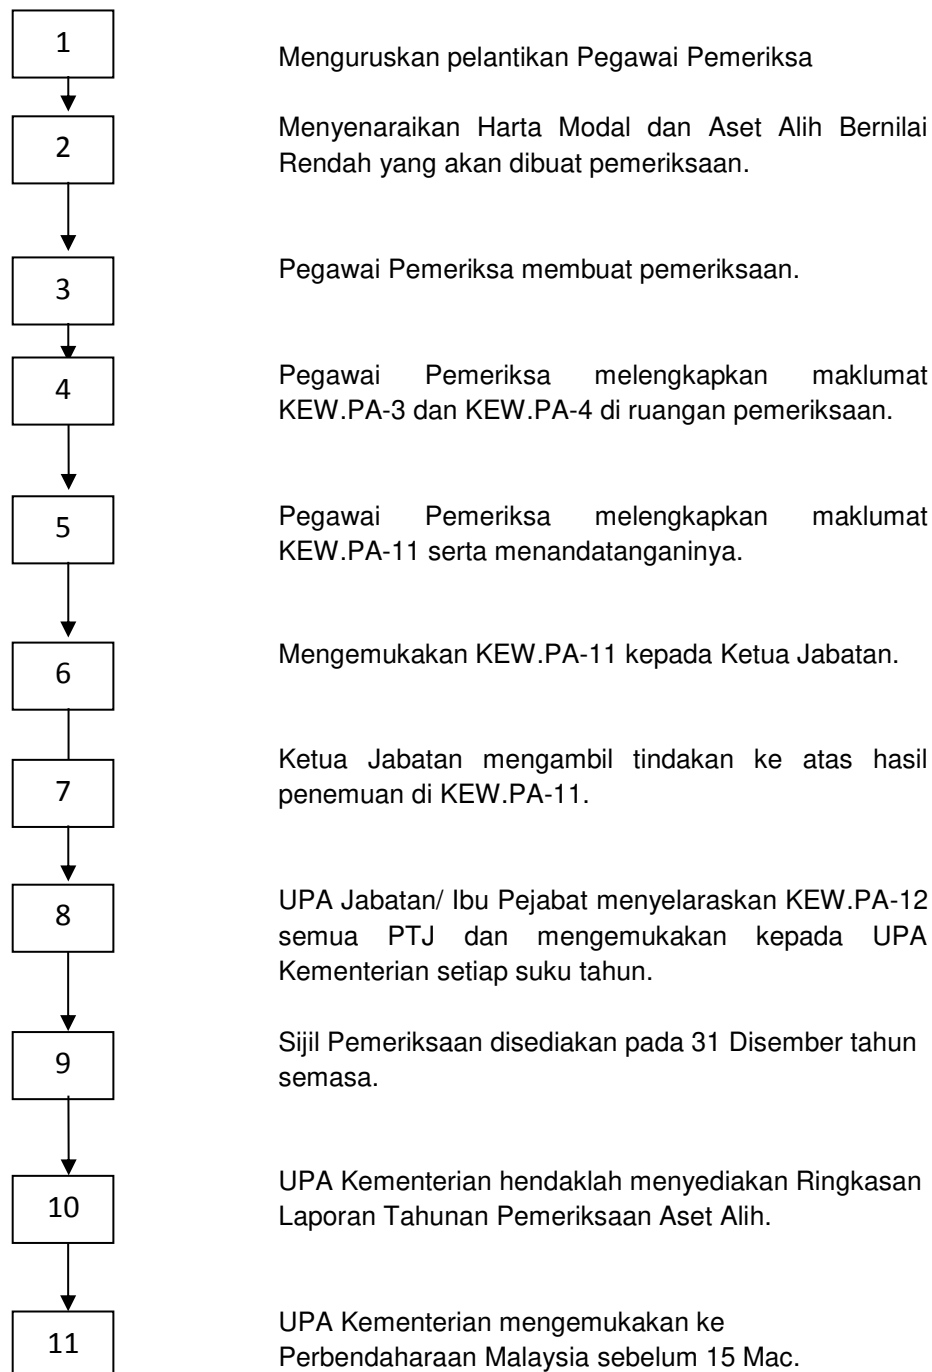 1
Menguruskan pelantikan Pegawai Pemeriksa
2
Menyenaraikan Harta Modal dan Aset Alih Bernilai
Rendah yang akan dibuat pemeriksaan.
3
Pegawai Pemeriksa membuat pemeriksaan.
4
Pegawai Pemeriksa melengkapkan maklumat
KEW.PA-3 dan KEW.PA-4 di ruangan pemeriksaan.
5
Pegawai Pemeriksa melengkapkan maklumat
KEW.PA-11 serta menandatanganinya.
6
Mengemukakan KEW.PA-11 kepada Ketua Jabatan.
7
Ketua Jabatan mengambil tindakan ke atas hasil
penemuan di KEW.PA-11.
8
UPA Jabatan/ Ibu Pejabat menyelaraskan KEW.PA-12
semua PTJ dan mengemukakan kepada UPA
Kementerian setiap suku tahun.
9
Sijil Pemeriksaan disediakan pada 31 Disember tahun
semasa.
10
UPA Kementerian hendaklah menyediakan Ringkasan
Laporan Tahunan Pemeriksaan Aset Alih.
11
UPA Kementerian mengemukakan ke
Perbendaharaan Malaysia sebelum 15 Mac.